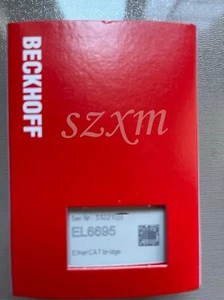 BECKHOFF
szxm
EL6695
EtherCAT bridge